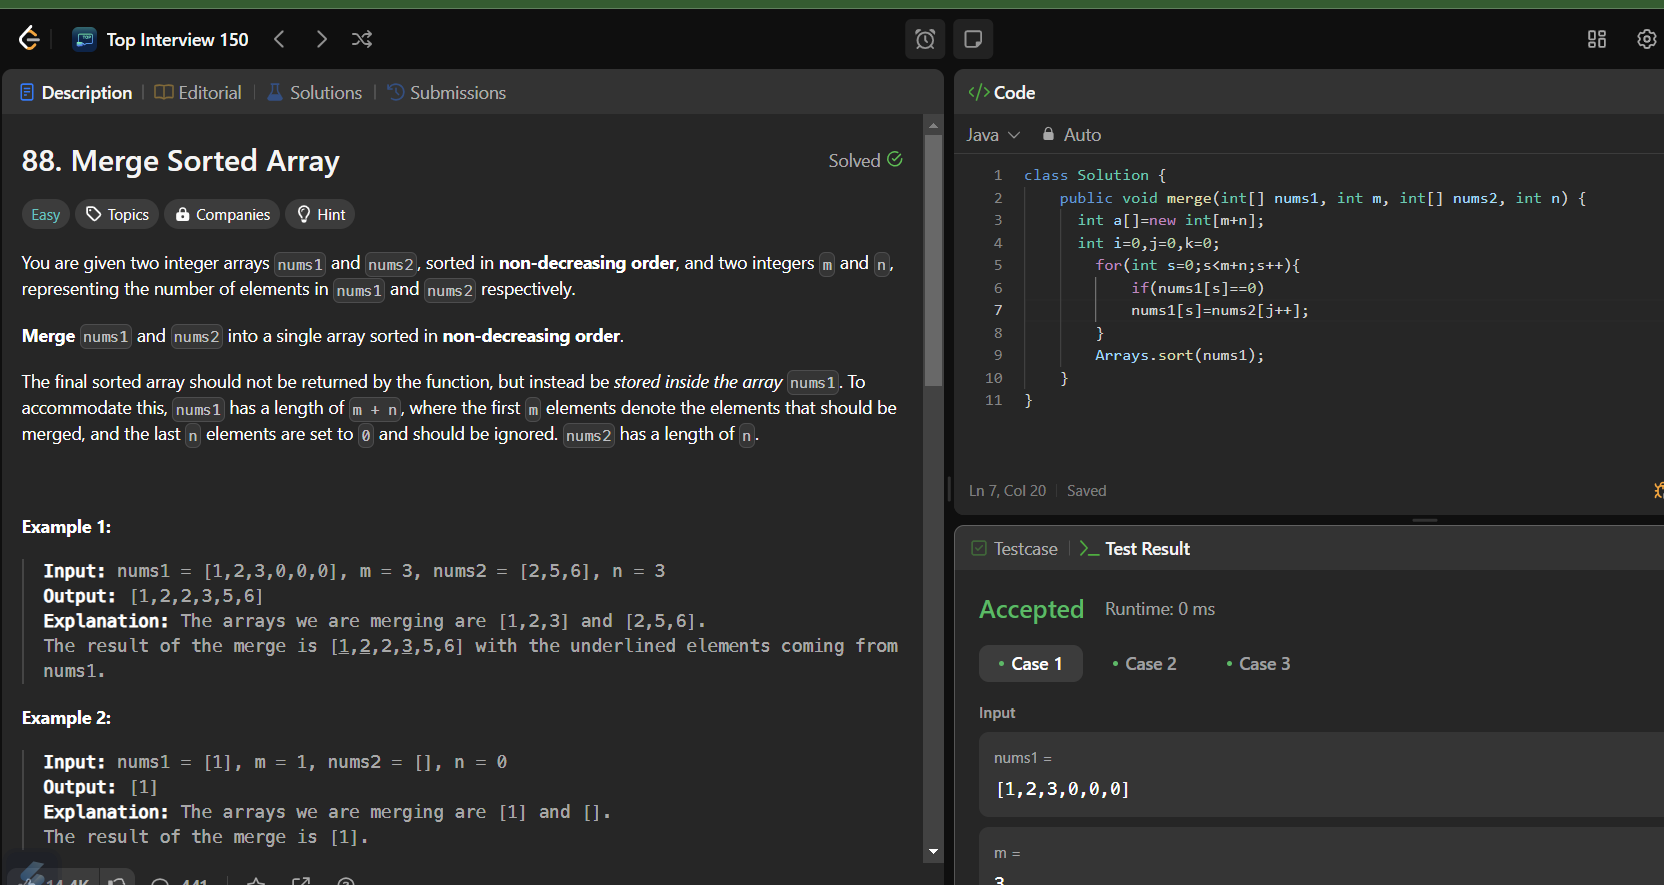 Top Interview 150
Description Editorial Solutions Submissions
88. Merge Sorted Array
Solved
Easy Topics Companies Hint
You are given two integer arrays nums1 and nums2, sorted in non-decreasing order, and two integers m and n,
representing the number of elements in nums1 and nums2 respectively.
Merge nums1 and nums2 into a single array sorted in non-decreasing order.
The final sorted array should not be returned by the function, but instead be stored inside the array nums1. To
accommodate this, nums1 has a length of m + n, where the first m elements denote the elements that should be
merged, and the last n elements are set to 0 and should be ignored. nums2 has a length of n.
Example 1:
Input: nums1 = [1,2,3,0,0,0], m = 3, nums2 = [2,5,6], n = 3
Output: [1,2,2,3,5,6]
Explanation: The arrays we are merging are [1,2,3] and [2,5,6].
The result of the merge is [1,2,2,3,5,6] with the underlined elements coming from
nums1.
Example 2:
Input: nums1 = [1], m = 1, nums2 = [], n = 0
Output: [1]
Explanation: The arrays we are merging are [1] and [].
The result of the merge is [1].
</> Code
Java Auto
1 class Solution {
2 public void merge(int[] nums1, int m, int[] nums2, int n) {
3 int a[]=new int[m+n];
4 int i=0,j=0,k=0;
5 for(int s=0;s<m+n;s++){
6 if(nums1[s]==0)
7 nums1[s]=nums2[j++];
8 }
9 Arrays.sort(nums1);
10 }
11 }
Ln 7, Col 20 Saved
Testcase >_ Test Result
Accepted Runtime: 0 ms
• Case 1 • Case 2 • Case 3
Input
nums1 =
[1,2,3,0,0,0]
m =
3